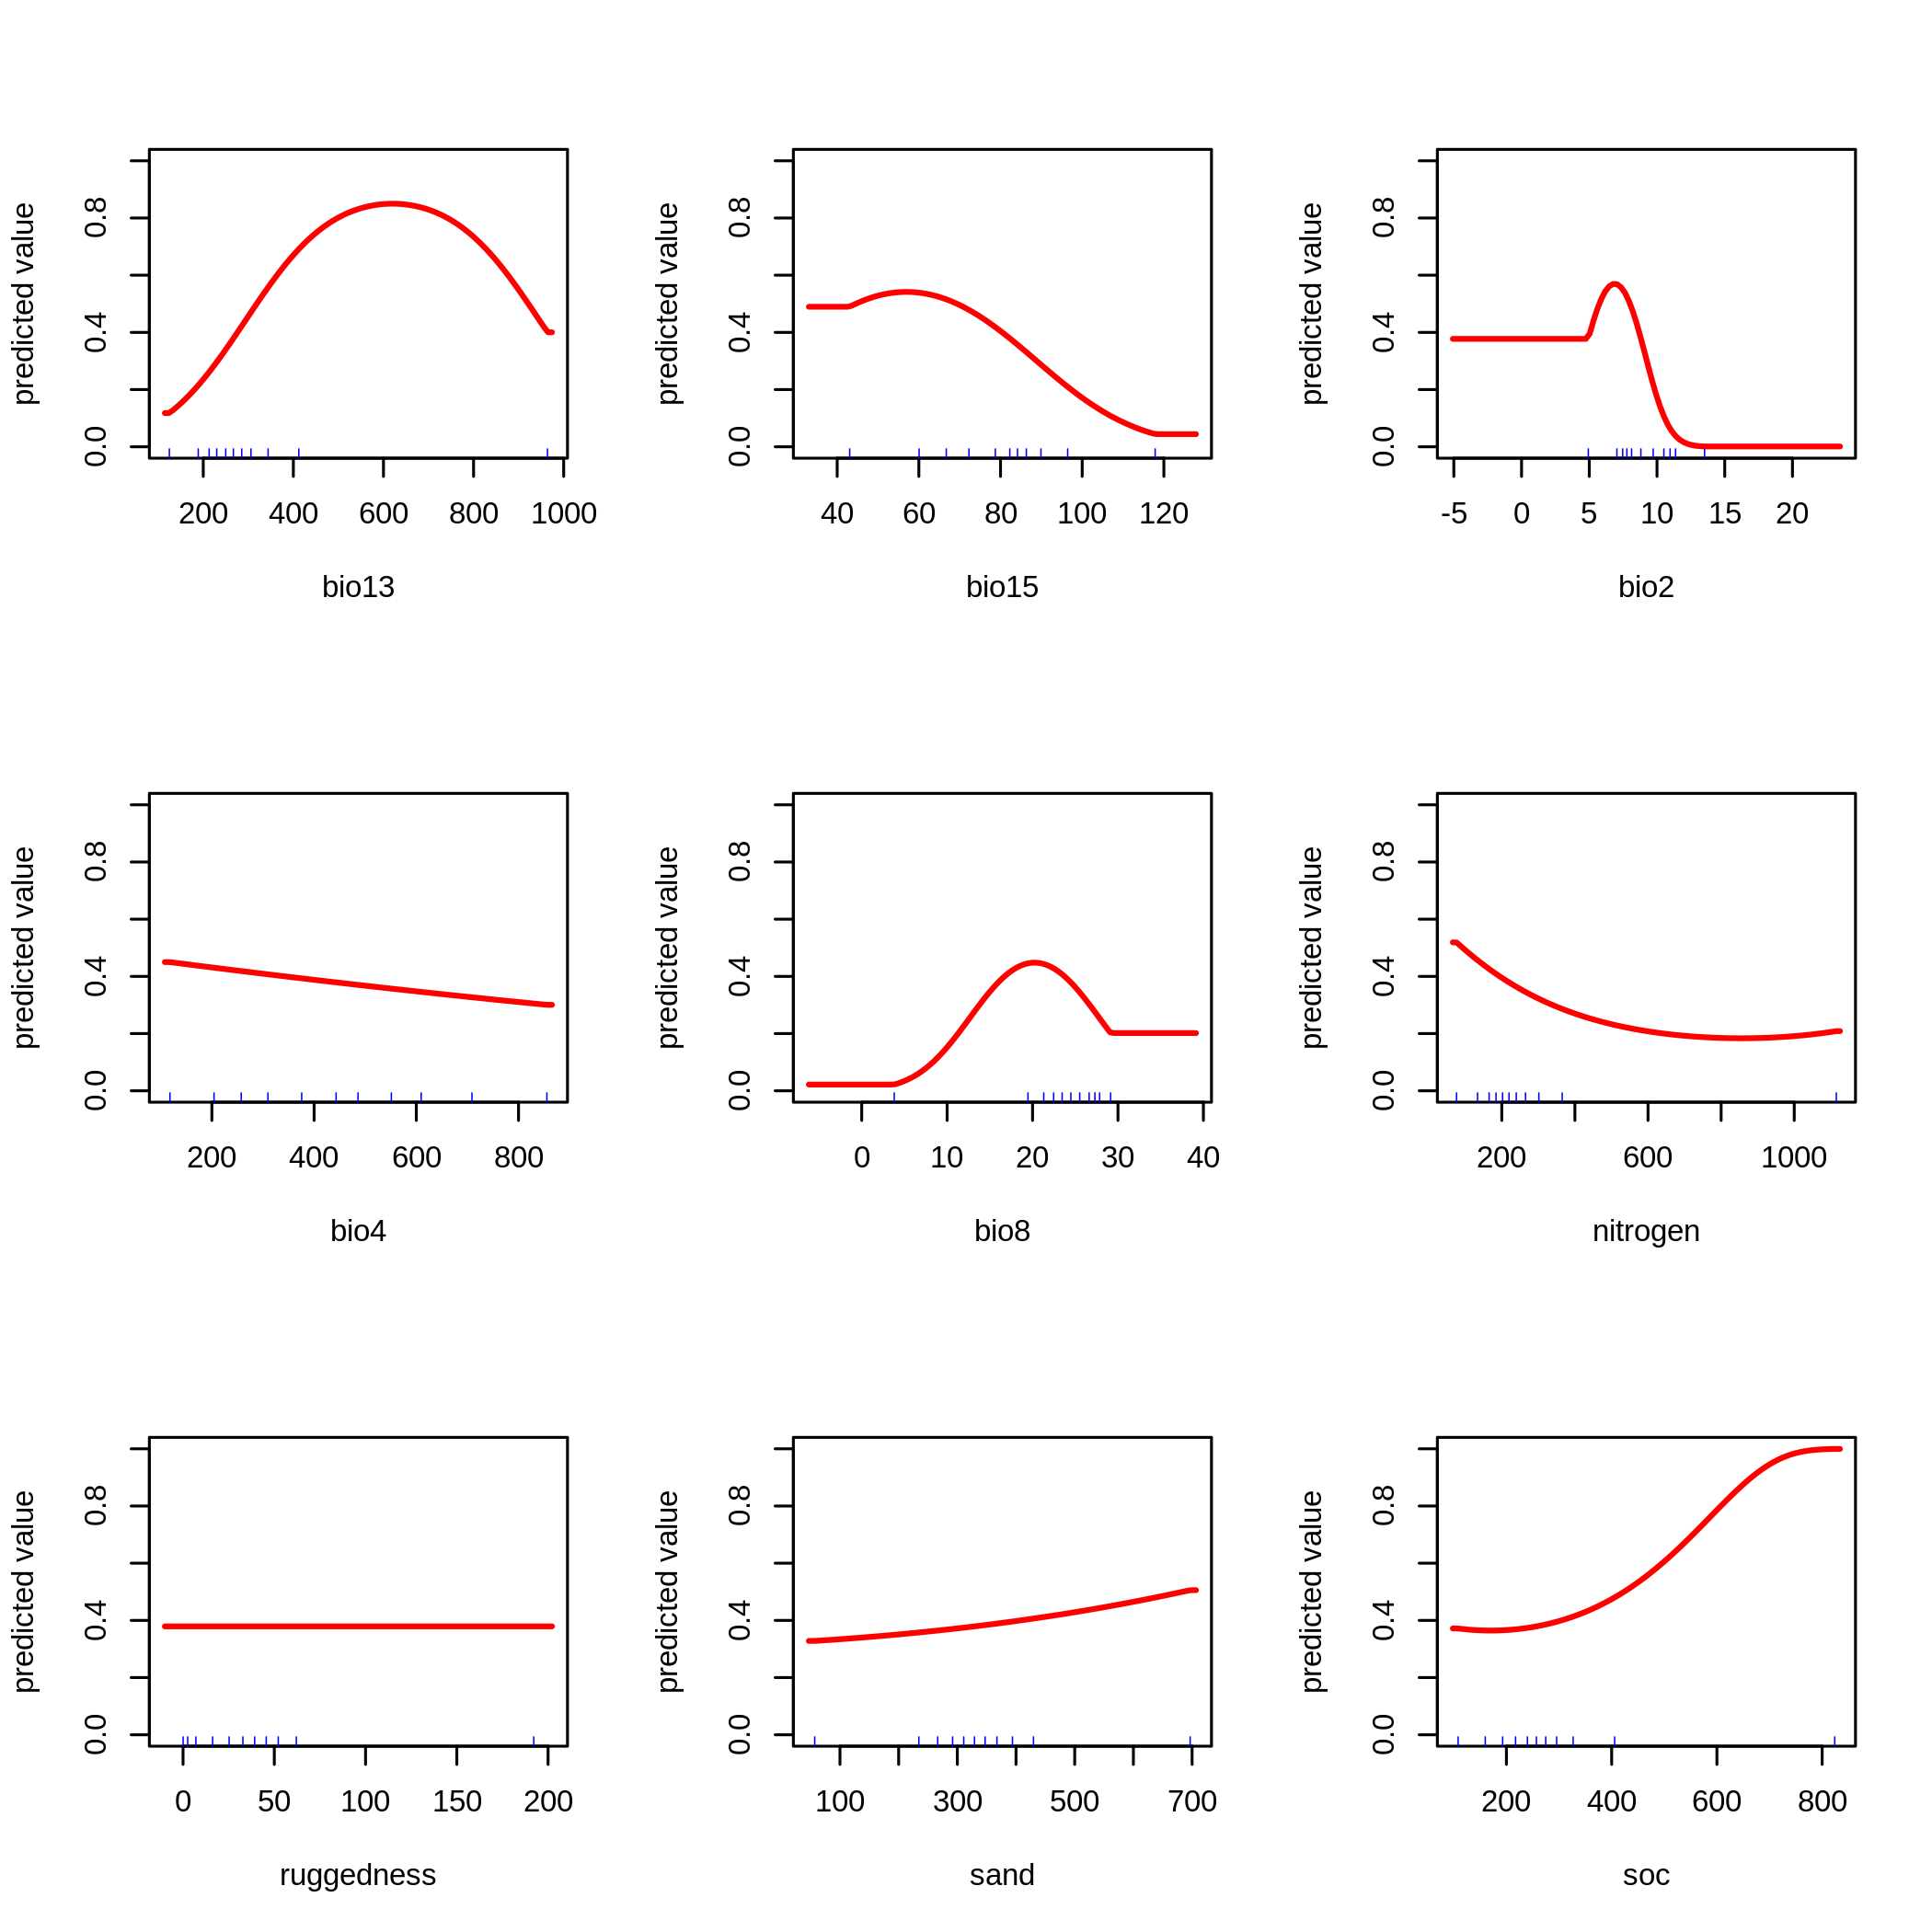 predicted value
0.0 0.4 0.8
200 400 600 800 1000
bio13
predicted value
0.0 0.4 0.8
40 60 80 100 120
bio15
predicted value
0.0 0.4 0.8
-5 0 5 10 15 20
bio2
predicted value
0.0 0.4 0.8
200 400 600 800
bio4
predicted value
0.0 0.4 0.8
0 10 20 30 40
bio8
predicted value
0.0 0.4 0.8
200 600 1000
nitrogen
predicted value
0.0 0.4 0.8
0 50 100 150 200
ruggedness
predicted value
0.0 0.4 0.8
100 300 500 700
sand
predicted value
0.0 0.4 0.8
200 400 600 800
soc